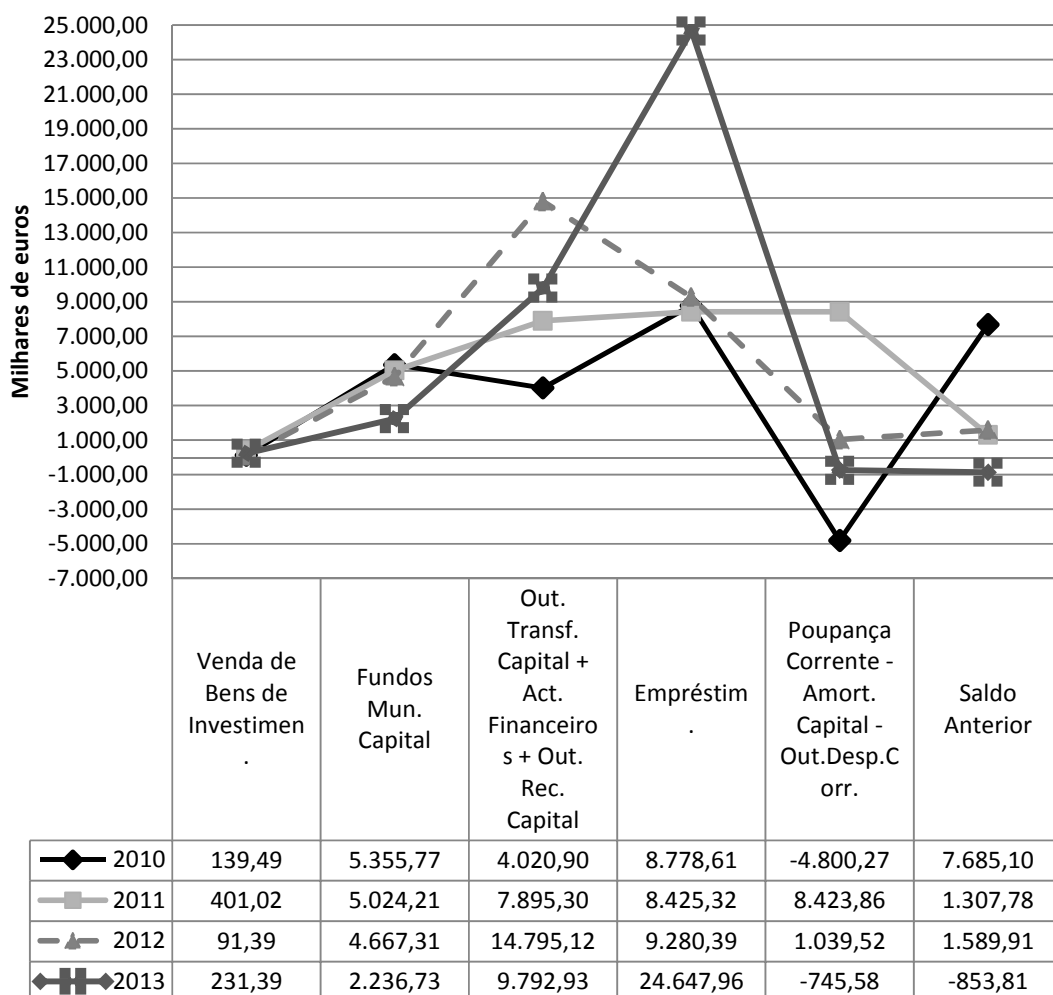 25.000,00
23.000,00
21.000,00
19.000,00
17.000,00
15.000,00
13.000,00
11.000,00
9.000,00
7.000,00
5.000,00
3.000,00
1.000,00
-1.000,00
-3.000,00
-5.000,00
-7.000,00
Milhares de euros
Venda de
Bens de
Investimen
.
Fundos
Mun.
Capital
Out.
Transf.
Capital +
Act.
Financeiro
s + Out.
Rec.
Capital
Empréstim
.
Poupança
Corrente -
Amort.
Capital -
Out.Desp.C
orr.
Saldo
Anterior
2010 139,49 5.355,77 4.020,90 8.778,61 -4.800,27 7.685,10
2011 401,02 5.024,21 7.895,30 8.425,32 8.423,86 1.307,78
2012 91,39 4.667,31 14.795,12 9.280,39 1.039,52 1.589,91
2013 231,39 2.236,73 9.792,93 24.647,96 -745,58 -853,81